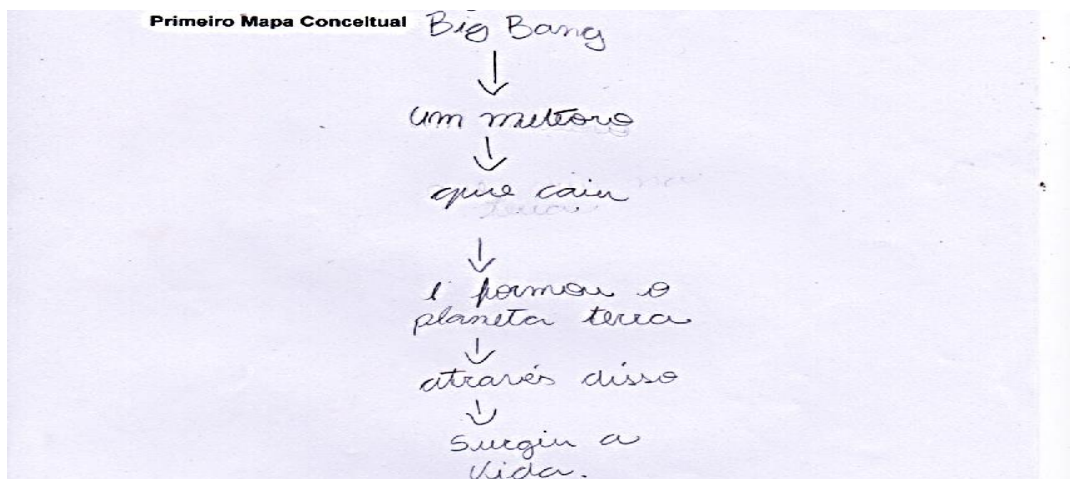 Primeiro Mapa Conceitual
Big Bang
um meteoro
que caiu
e formou o
planeta terra
através disso
Surgiu a
Vida.